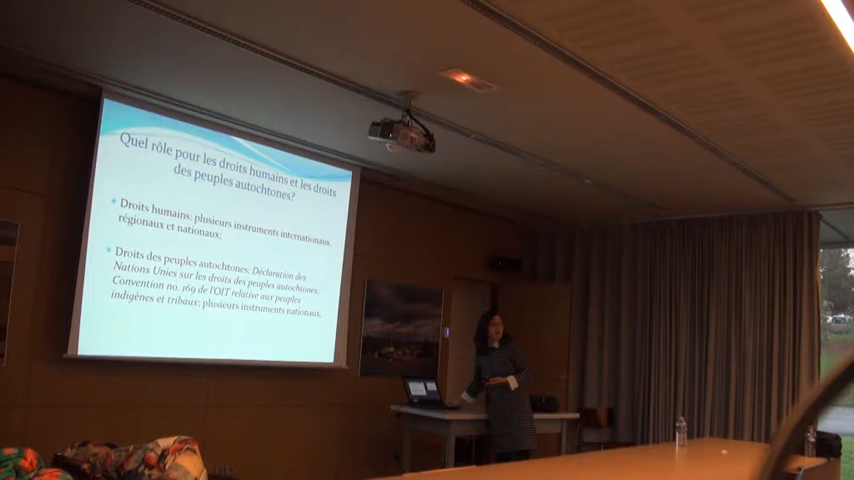 Quel rôle pour les droits humains et les droits
des peuples autochtones?
Droits humains: plusieurs instruments internationaux,
régionaux et nationaux;
Droits des peuples autochtones: Déclaration des
Nations Unies sur les droits des peuples autochtones;
Convention no. 169 de l'OIT relative aux peuples
indigènes et tribaux; plusieurs instruments nationaux.